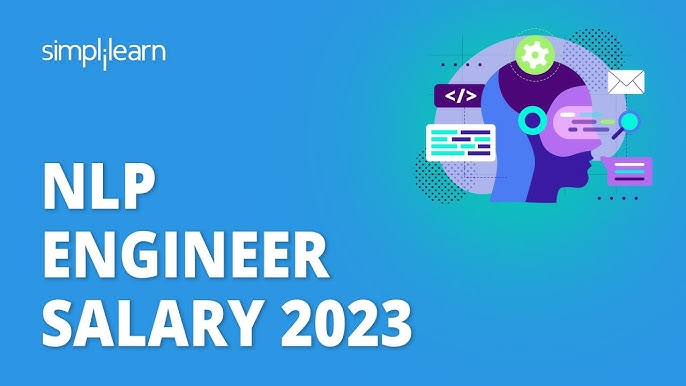 simplilearn
</>
NLP
ENGINEER
SALARY 2023